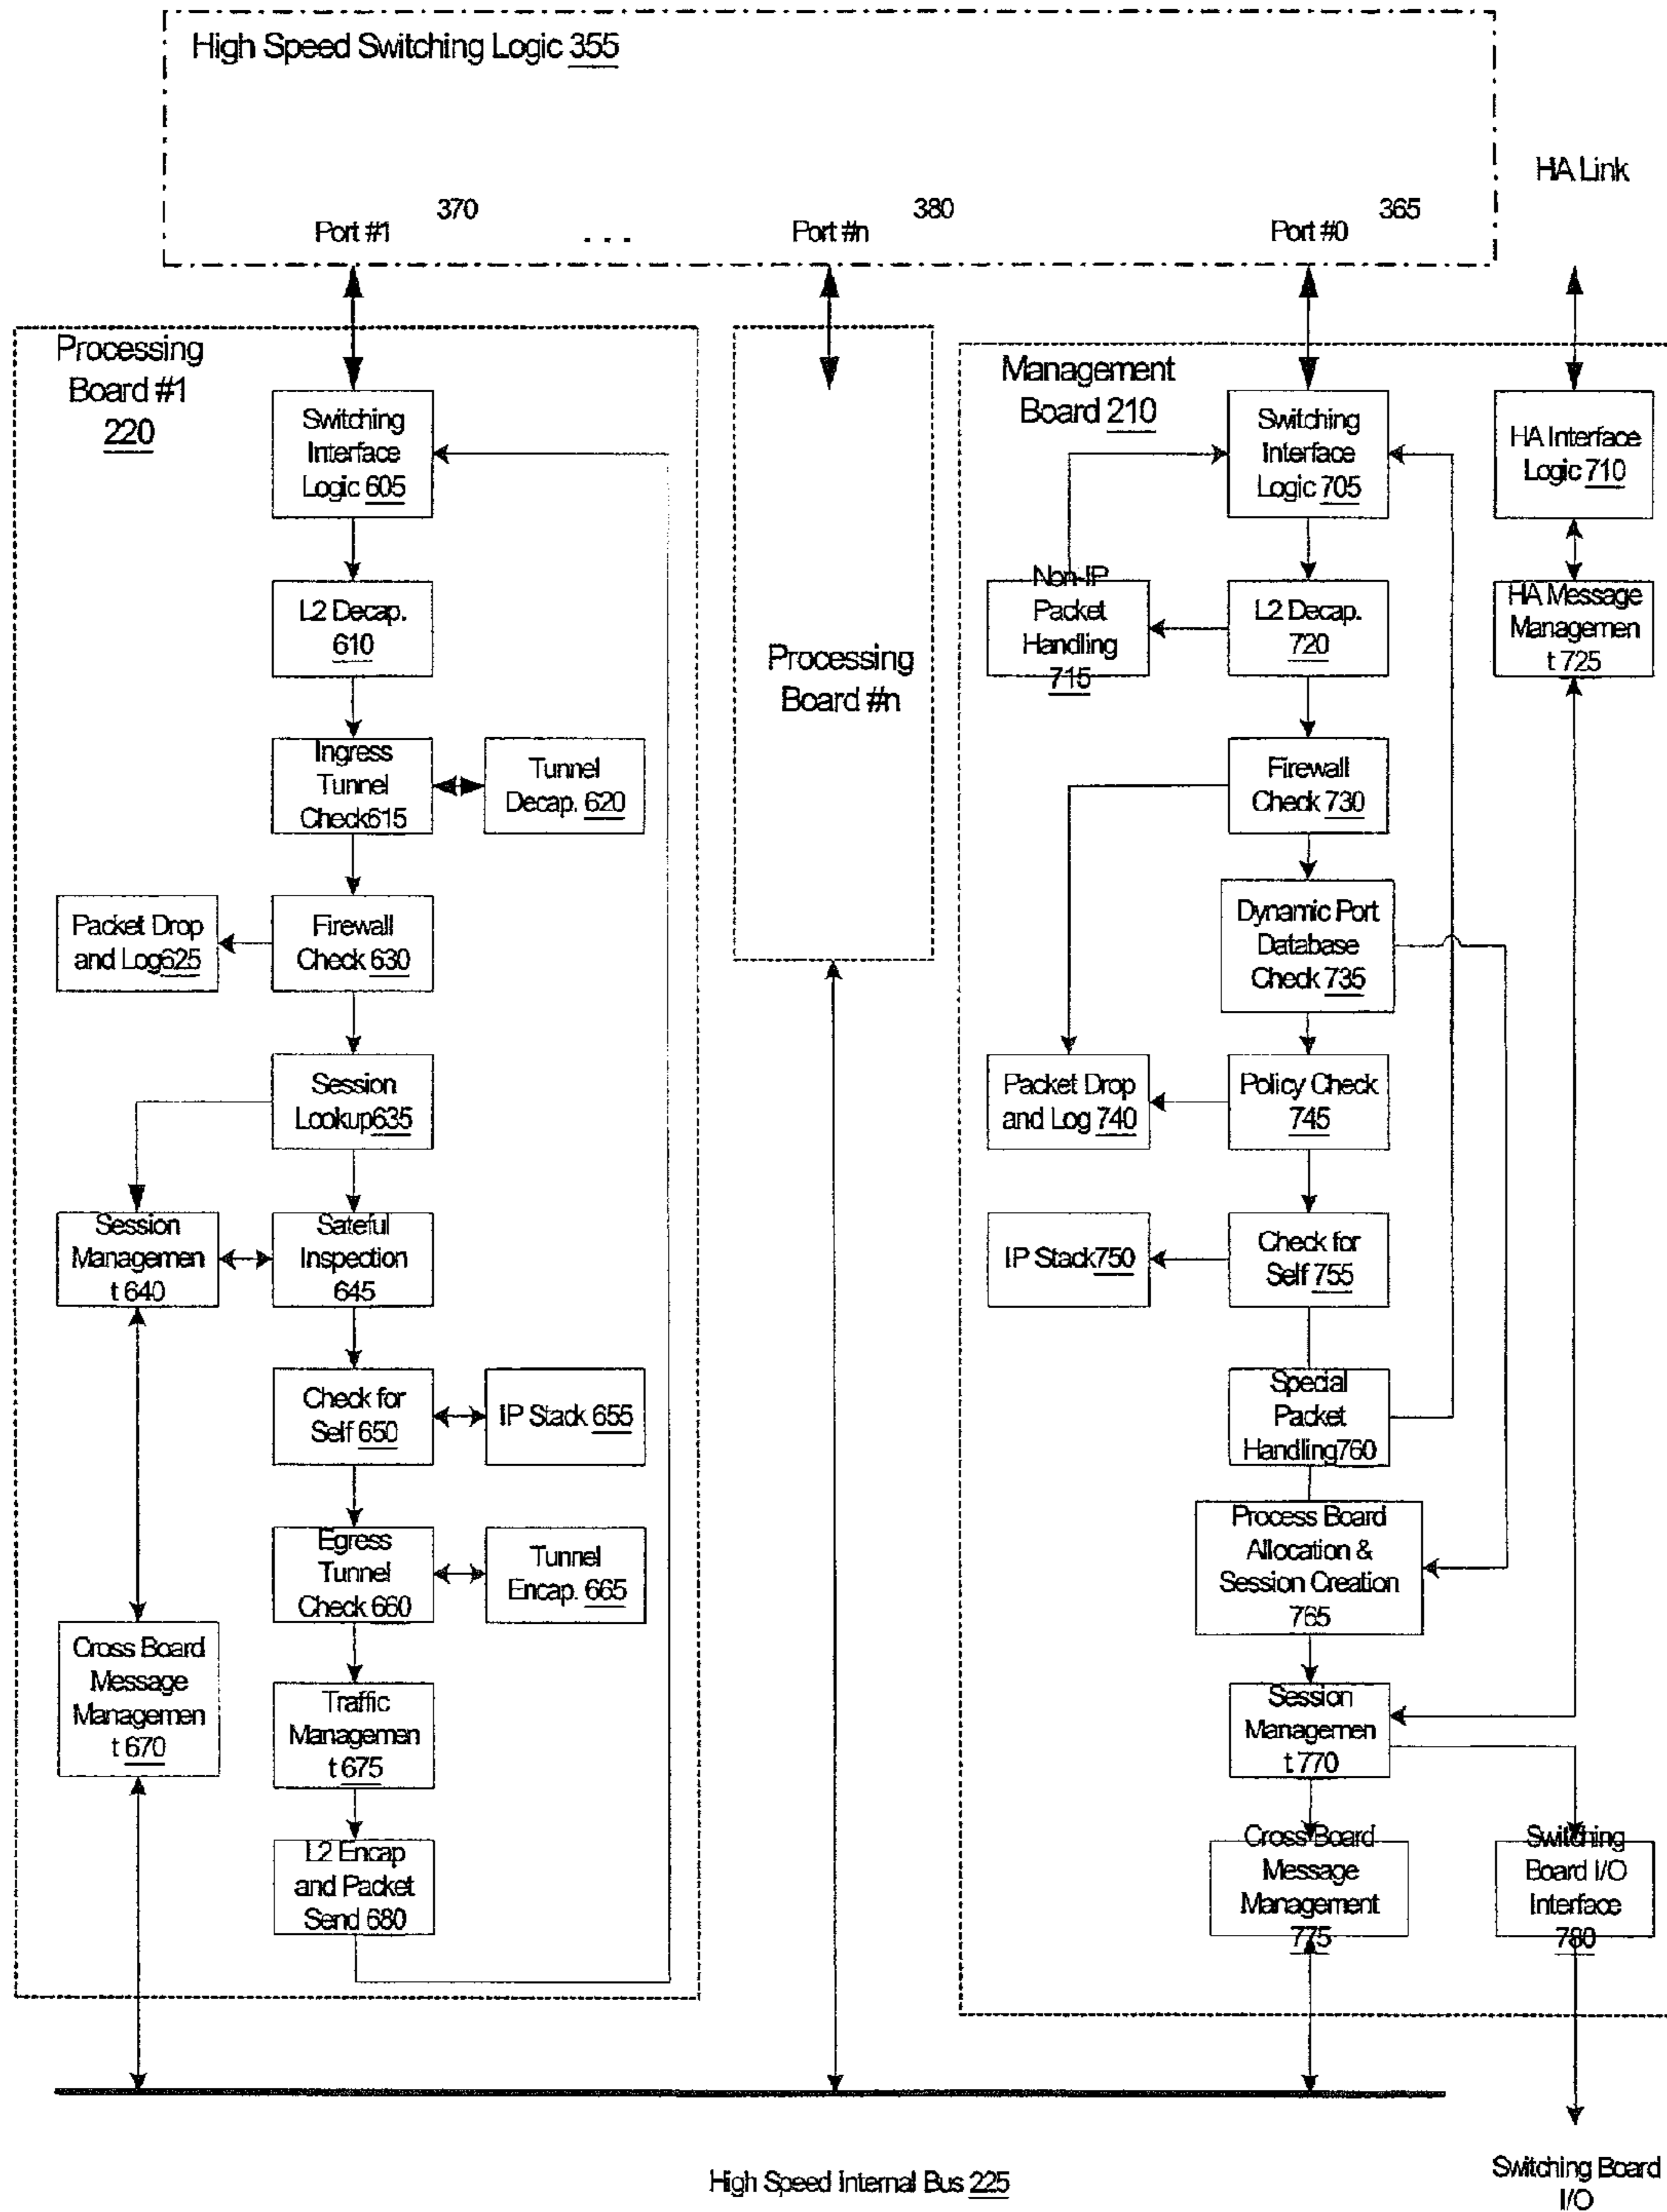 High Speed Switching Logic 355
HA Link
370
380
365
Port #1
. . .
Port #n
Port #0
Processing
Board #1
220
Switching
Interface
Logic 605
L2 Decap.
610
Ingress
Tunnel
Check615
Tunnel
Decap. 620
Packet Drop
and Log625
Firewall
Check 630
Session
Lookup635
Session
Managemen
t 640
Sateful
Inspection
645
Check for
Self 650
IP Stack 655
Egress
Tunnel
Check 660
Tunnel
Encap. 665
Cross Board
Message
Managemen
t 670
Traffic
Managemen
t 675
L2 Encap
and Packet
Send 680
Processing
Board #n
Management
Board 210
Switching
Interface
Logic 705
HA Interface
Logic 710
Non-IP
Packet
Handling
715
L2 Decap.
720
HA Message
Managemen
t 725
Firewall
Check 730
Dynamic Port
Database
Check 735
Packet Drop
and Log 740
Policy Check
745
IP Stack750
Check for
Self 755
Special
Packet
Handling760
Process Board
Allocation &
Session Creation
765
Session
Managemen
t 770
Cross Board
Message
Management
775
Switching
Board I/O
Interface
780
High Speed Internal Bus 225
Switching Board
I/O